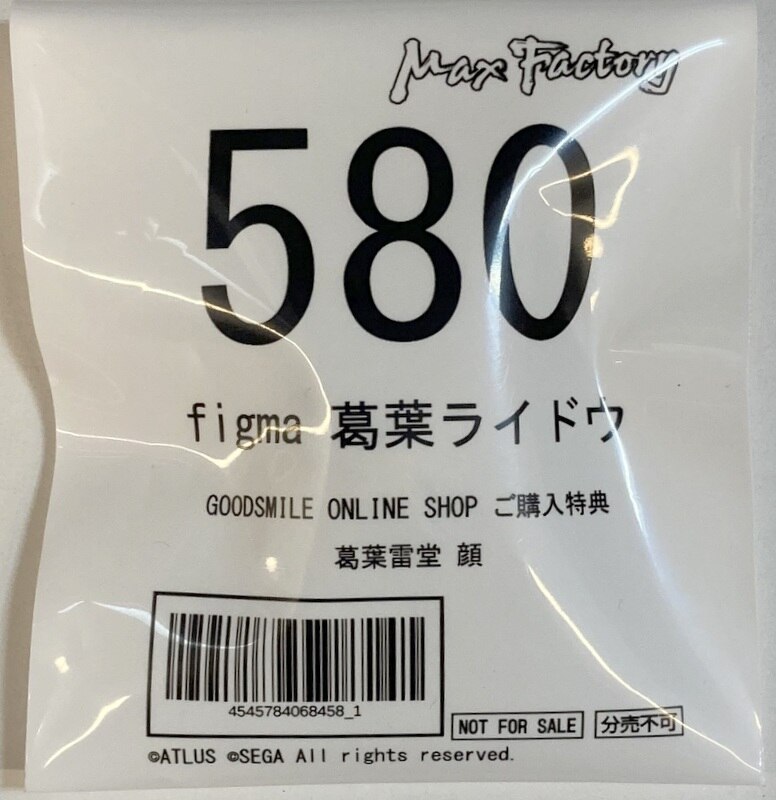 Max Factory
580
figma 葛葉ライドウ
GOODSMILE ONLINE SHOP ご購入特典
葛葉雷堂 顔
4545784068458_1
NOT FOR SALE 分売不可
©ATLUS ©SEGA All rights reserved.